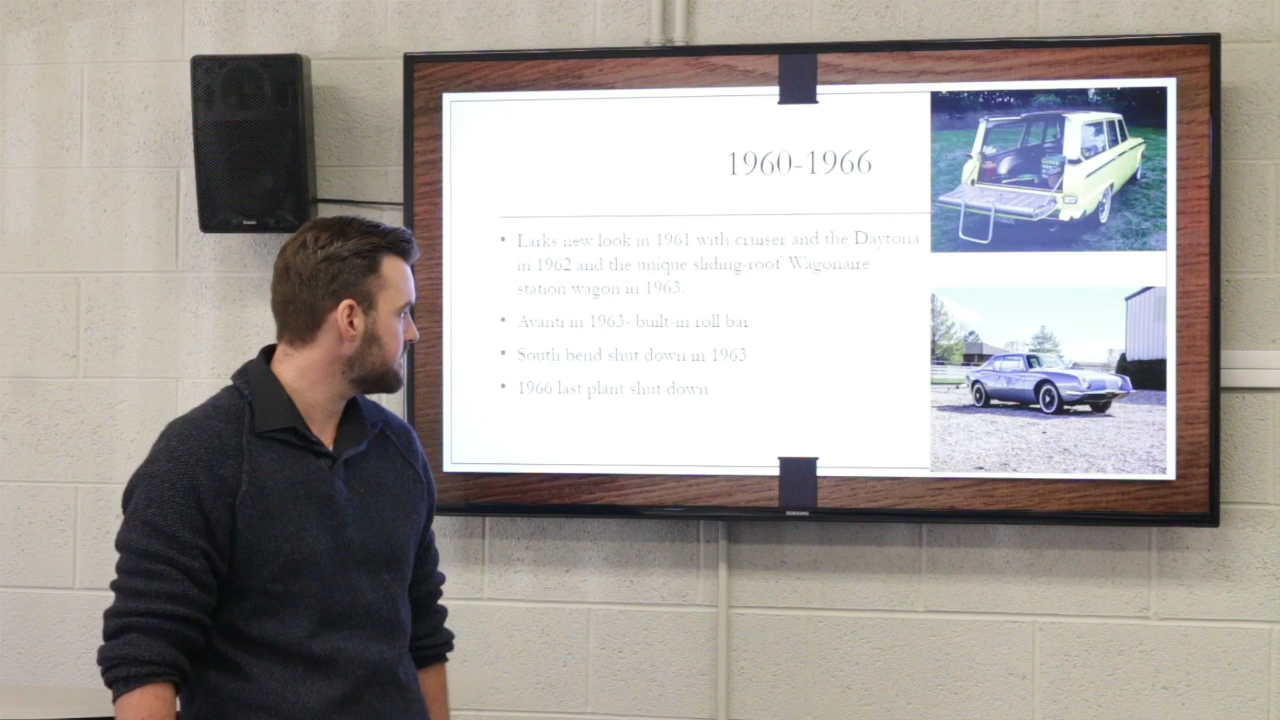 1960-1966
• Larks new look in 1961 with cruiser and the Daytona
in 1962 and the unique sliding-roof Wagonaire
station wagon in 1963.
• Avanti in 1963- built-in roll bar
• South bend shut down in 1963
• 1966 last plant shut down
SAMSUNG